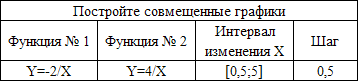 Постройте совмещенные графики
Функция № 1
Функция № 2
Интервал
изменения X
Шаг
Y=-2/X
Y=4/X
[0,5;5]
0,5